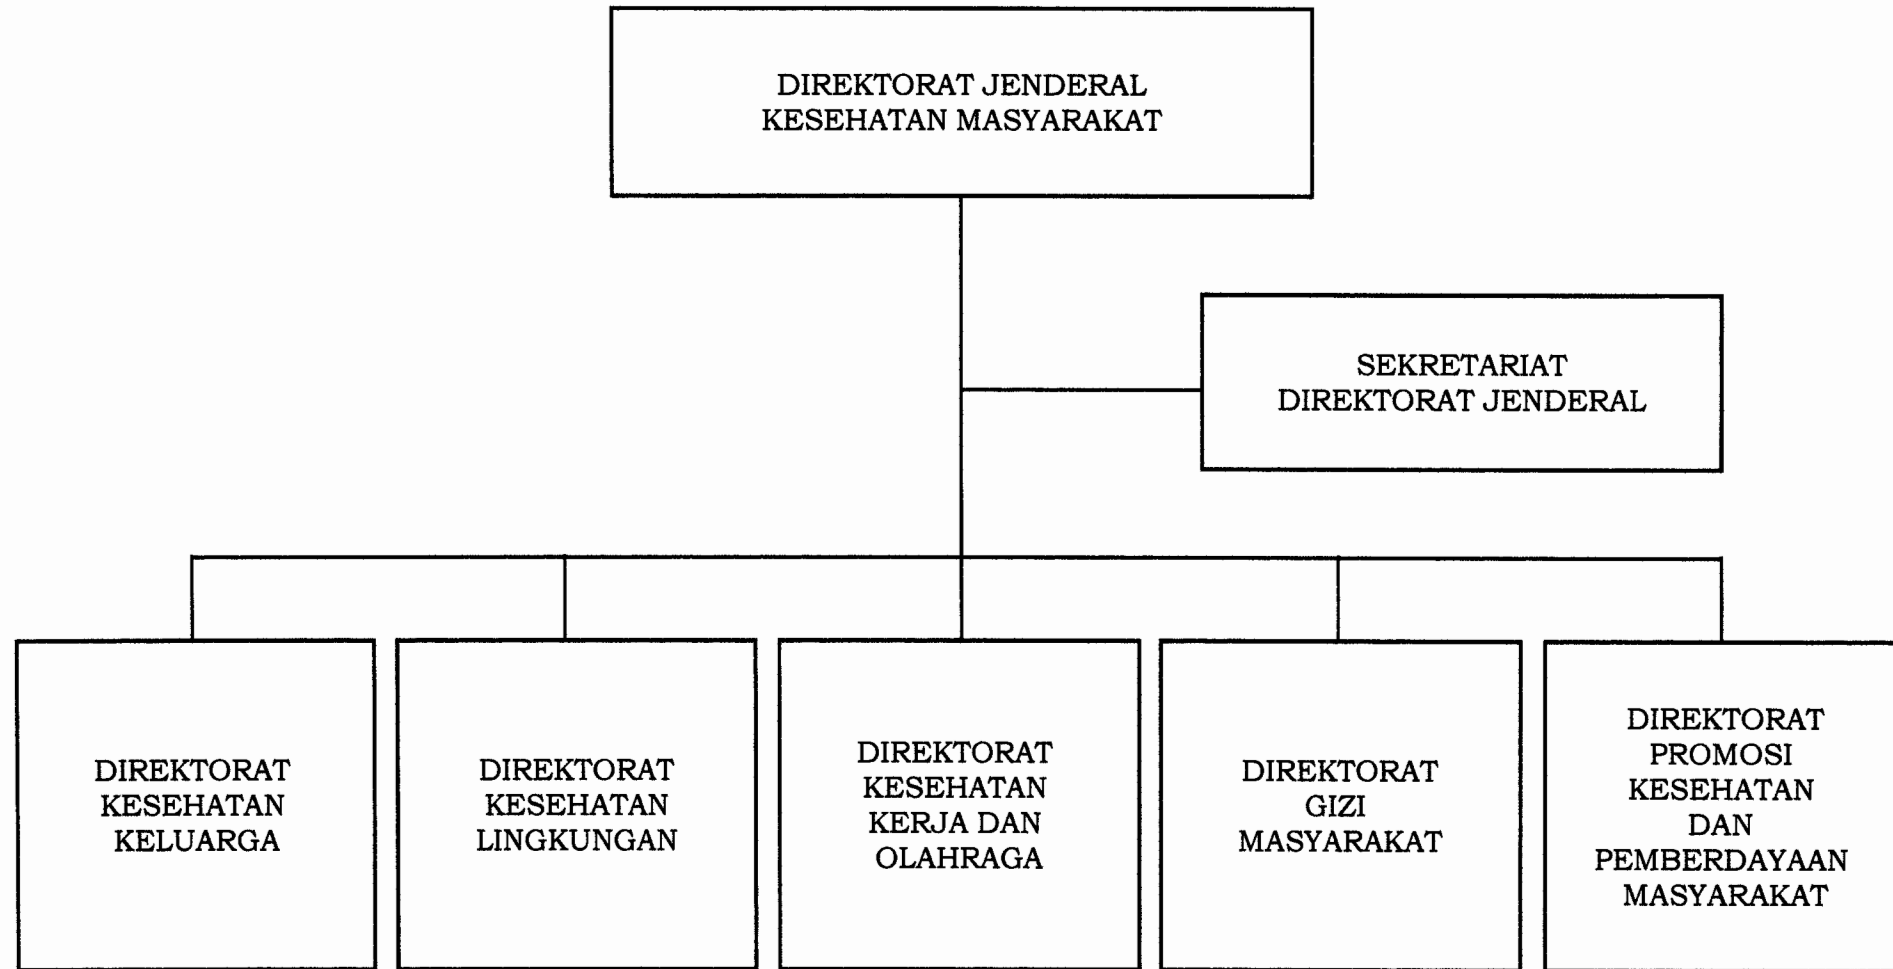 DIREKTORAT JENDERAL
KESEHATAN MASYARAKAT
SEKRETARIAT
DIREKTORAT JENDERAL
DIREKTORAT
KESEHATAN
KELUARGA
DIREKTORAT
KESEHATAN
LINGKUNGAN
DIREKTORAT
KESEHATAN
KERJA DAN
OLAHRAGA
DIREKTORAT
GIZI
MASYARAKAT
DIREKTORAT
PROMOSI
KESEHATAN
DAN
PEMBERDAYAAN
MASYARAKAT